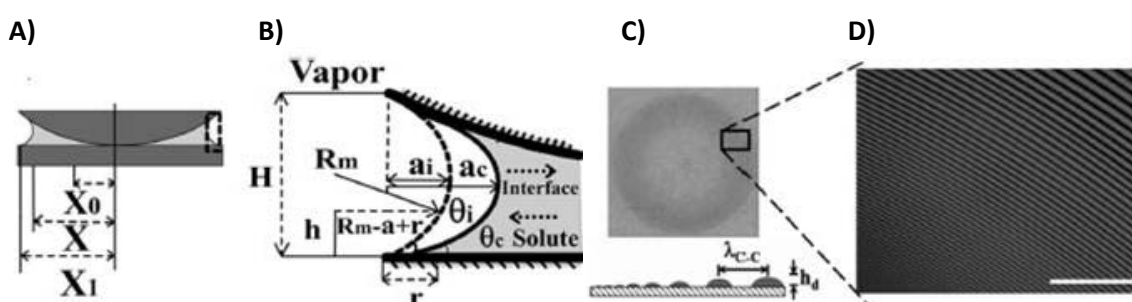 A)
B)
C)
D)
Vapor
H
Rm
ai
ac
Interface
θi
h
Rm-a+r
θc Solute
r
X0
X
X1
λC-C
hd